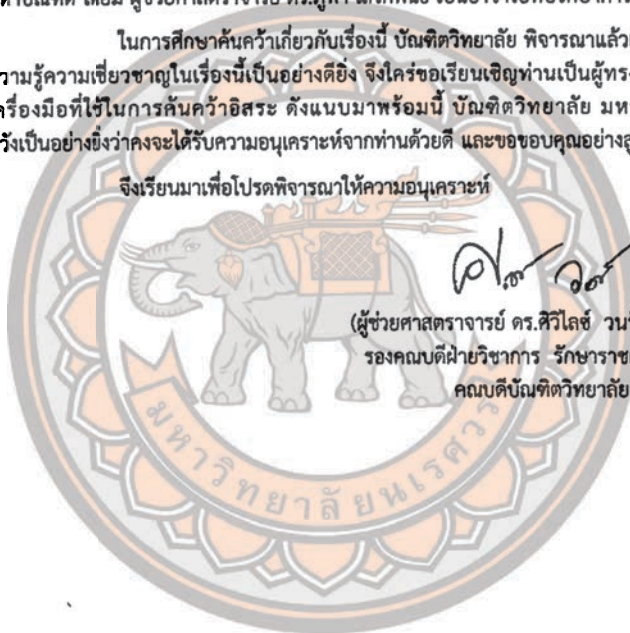 ในการศึกษาค้นคว้าเกี่ยวกับเรื่องนี้ บัณฑิตวิทยาลัย พิจารณาแล้ว
วามรู้ความเชี่ยวชาญในเรื่องนี้เป็นอย่างดียิ่ง จึงใคร่ขอเรียนเชิญท่านเป็นผู้ทรง
ครื่องมือที่ใช้ในการค้นคว้าอิสระ ดังแนบมาพร้อมนี้ บัณฑิตวิทยาลัย มห
วังเป็นอย่างยิ่งว่าคงจะได้รับความอนุเคราะห์จากท่านด้วยดี และขอขอบคุณอย่างสู
จึงเรียนมาเพื่อโปรดพิจารณาให้ความอนุเคราะห์
(ผู้ช่วยศาสตราจารย์ ดร.ศิวิไลซ์ วน
รองคณบดีฝ่ายวิชาการ รักษาราช
คณบดีบัณฑิตวิทยาลัย
มหาวิทยาลัยนเรศวร